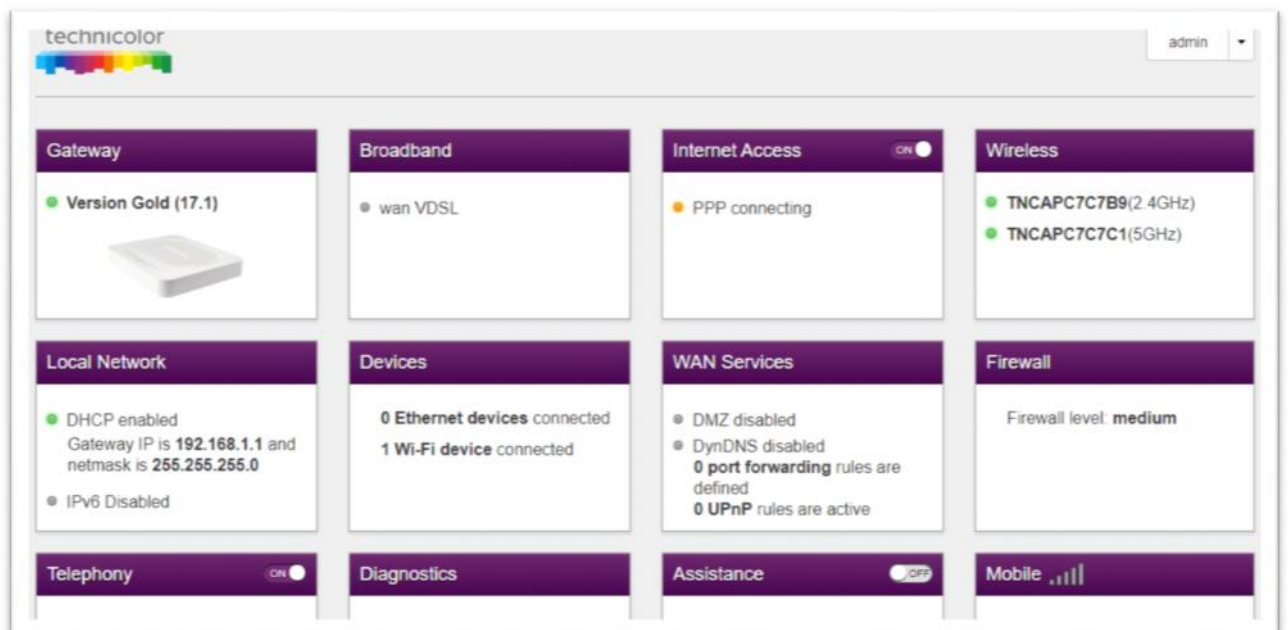 technicolor
admin
Gateway
Version Gold (17.1)
Broadband
wan VDSL
Internet Access ON
PPP connecting
Wireless
TNCAPC7C7B9(2.4GHz)
TNCAPC7C7C1(5GHz)
Local Network
DHCP enabled
Gateway IP is 192.168.1.1 and
netmask is 255.255.255.0
IPv6 Disabled
Devices
0 Ethernet devices connected
1 Wi-Fi device connected
WAN Services
DMZ disabled
DynDNS disabled
0 port forwarding rules are
defined
0 UPnP rules are active
Firewall
Firewall level: medium
Telephony ON
Diagnostics
Assistance OFF
Mobile